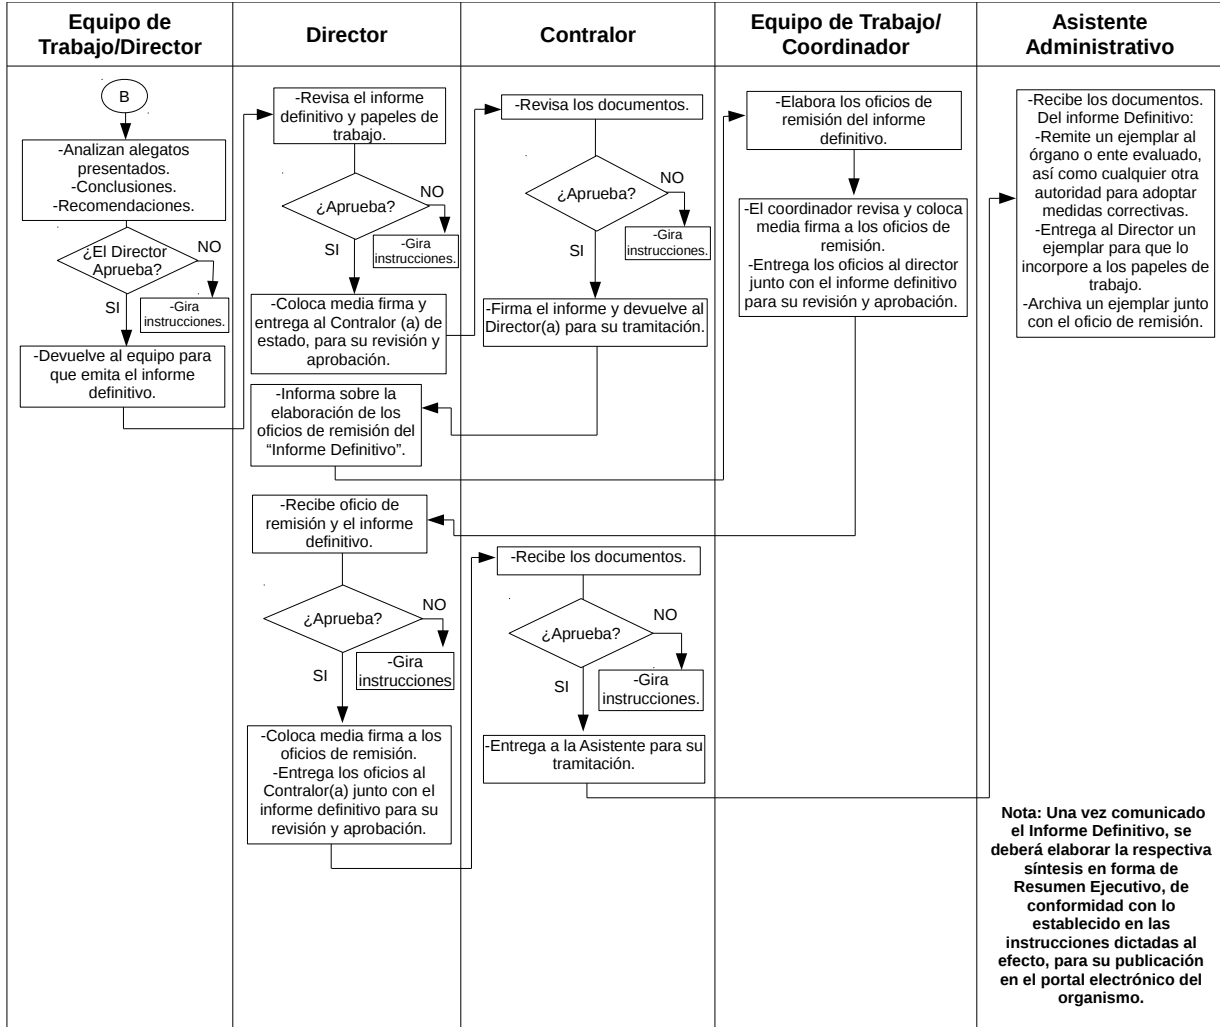 Equipo de
Trabajo/Director
Director
Contralor
Equipo de Trabajo/
Coordinador
Asistente
Administrativo
B
-Analizan alegatos
presentados.
-Conclusiones.
-Recomendaciones.
¿El Director
Aprueba?
NO
SI
-Gira
instrucciones.
-Devuelve al equipo para
que emita el informe
definitivo.
-Revisa el informe
definitivo y papeles de
trabajo.
¿Aprueba?
NO
SI
-Gira
instrucciones.
-Coloca media firma y
entrega al Contralor (a) de
estado, para su revisión y
aprobación.
-Informa sobre la
elaboración de los
oficios de remisión del
“Informe Definitivo”.
-Recibe oficio de
remisión y el informe
definitivo.
¿Aprueba?
NO
SI
-Gira
instrucciones
-Coloca media firma a los
oficios de remisión.
-Entrega los oficios al
Contralor(a) junto con el
informe definitivo para su
revisión y aprobación.
-Revisa los documentos.
¿Aprueba?
NO
SI
-Gira
instrucciones.
-Firma el informe y devuelve al
Director(a) para su tramitación.
-Recibe los documentos.
¿Aprueba?
NO
SI
-Gira
instrucciones.
-Entrega a la Asistente para su
tramitación.
-Elabora los oficios de
remisión del informe
definitivo.
-El coordinador revisa y coloca
media firma a los oficios de
remisión.
-Entrega los oficios al director
junto con el informe definitivo
para su revisión y aprobación.
-Recibe los documentos.
Del informe Definitivo:
-Remite un ejemplar al
órgano o ente evaluado,
así como cualquier otra
autoridad para adoptar
medidas correctivas.
-Entrega al Director un
ejemplar para que lo
incorpore a los papeles de
trabajo.
-Archiva un ejemplar junto
con el oficio de remisión.
Nota: Una vez comunicado
el Informe Definitivo, se
deberá elaborar la respectiva
síntesis en forma de
Resumen Ejecutivo, de
conformidad con lo
establecido en las
instrucciones dictadas al
efecto, para su publicación
en el portal electrónico del
organismo.